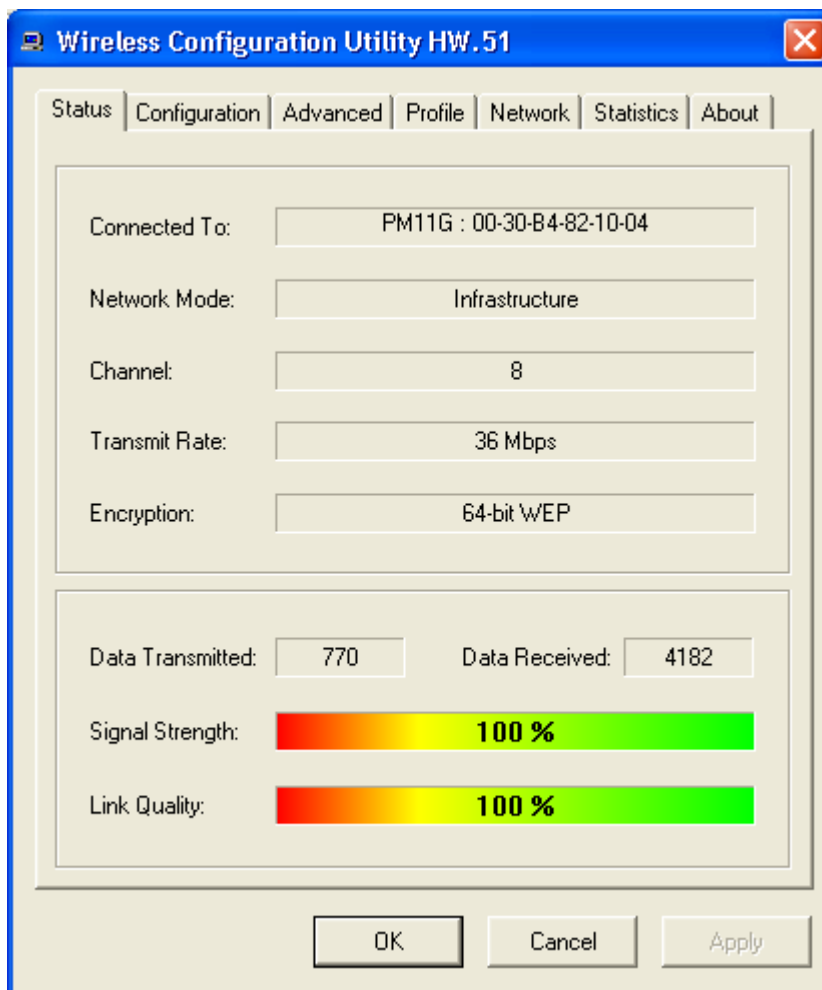 Wireless Configuration Utility HW.51
Status Configuration Advanced Profile Network Statistics About
Connected To: PM11G : 00-30-B4-82-10-04
Network Mode: Infrastructure
Channel: 8
Transmit Rate: 36 Mbps
Encryption: 64-bit WEP
Data Transmitted: 770 Data Received: 4182
Signal Strength: 100 %
Link Quality: 100 %
OK Cancel Apply